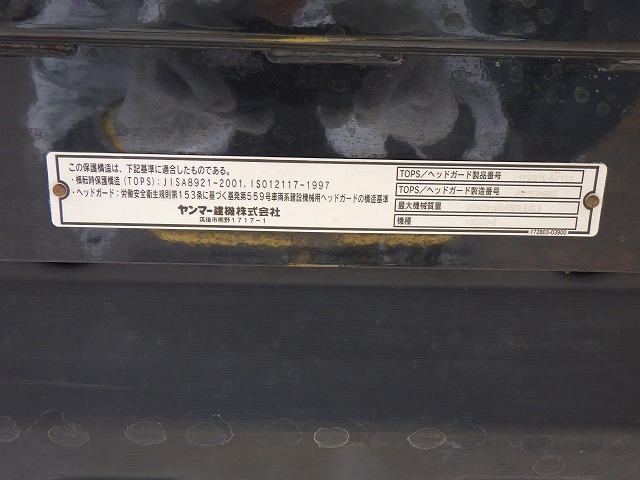 この保護構造は、下記基準に適合したものである。
・横転時保護構造（TOPS）：JISA8921-2001、ISO12117-1997
・ヘッドガード：労働安全衛生規則第153条に基づく基発第559号車両系建設機械用ヘッドガードの構造基準
ヤンマー建機株式会社
筑後市熊野1717-1
TOPS／ヘッドガード製品番号
TOPS／ヘッドガード製造番号
最大機械質量
機種
172B03-03900